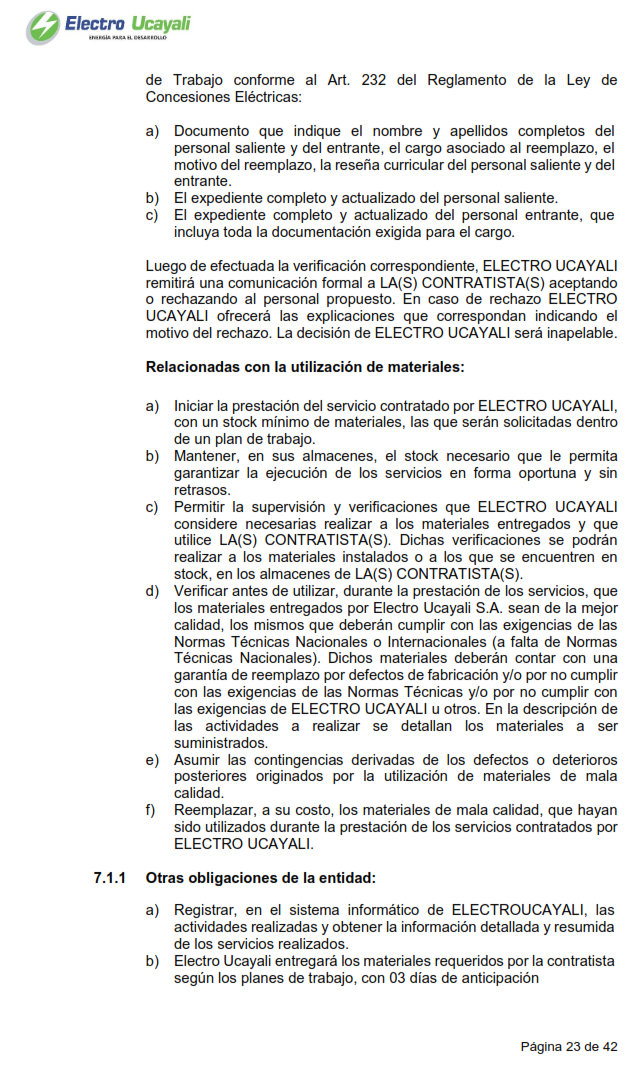 Electro Ucayali
ENERGÍA PARA EL DESARROLLO
de Trabajo conforme al Art. 232 del Reglamento de la Ley de
Concesiones Eléctricas:
a) Documento que indique el nombre y apellidos completos del
personal saliente y del entrante, el cargo asociado al reemplazo, el
motivo del reemplazo, la reseña curricular del personal saliente y del
entrante.
b) El expediente completo y actualizado del personal saliente.
c) El expediente completo y actualizado del personal entrante, que
incluya toda la documentación exigida para el cargo.
Luego de efectuada la verificación correspondiente, ELECTRO UCAYALI
remitirá una comunicación formal a LA(S) CONTRATISTA(S) aceptando
o rechazando al personal propuesto. En caso de rechazo ELECTRO
UCAYALI ofrecerá las explicaciones que correspondan indicando el
motivo del rechazo. La decisión de ELECTRO UCAYALI será inapelable.
Relacionadas con la utilización de materiales:
a) Iniciar la prestación del servicio contratado por ELECTRO UCAYALI,
con un stock mínimo de materiales, las que serán solicitadas dentro
de un plan de trabajo.
b) Mantener, en sus almacenes, el stock necesario que le permita
garantizar la ejecución de los servicios en forma oportuna y sin
retrasos.
c) Permitir la supervisión y verificaciones que ELECTRO UCAYALI
considere necesarias realizar a los materiales entregados y que
utilice LA(S) CONTRATISTA(S). Dichas verificaciones se podrán
realizar a los materiales instalados o a los que se encuentren en
stock, en los almacenes de LA(S) CONTRATISTA(S).
d) Verificar antes de utilizar, durante la prestación de los servicios, que
los materiales entregados por Electro Ucayali S.A. sean de la mejor
calidad, los mismos que deberán cumplir con las exigencias de las
Normas Técnicas Nacionales o Internacionales (a falta de Normas
Técnicas Nacionales). Dichos materiales deberán contar con una
garantía de reemplazo por defectos de fabricación y/o por no cumplir
con las exigencias de las Normas Técnicas y/o por no cumplir con
las exigencias de ELECTRO UCAYALI u otros. En la descripción de
las actividades a realizar se detallan los materiales a ser
suministrados.
e) Asumir las contingencias derivadas de los defectos o deterioros
posteriores originados por la utilización de materiales de mala
calidad.
f) Reemplazar, a su costo, los materiales de mala calidad, que hayan
sido utilizados durante la prestación de los servicios contratados por
ELECTRO UCAYALI.
7.1.1 Otras obligaciones de la entidad:
a) Registrar, en el sistema informático de ELECTROUCAYALI, las
actividades realizadas y obtener la información detallada y resumida
de los servicios realizados.
b) Electro Ucayali entregará los materiales requeridos por la contratista
según los planes de trabajo, con 03 días de anticipación
Página 23 de 42